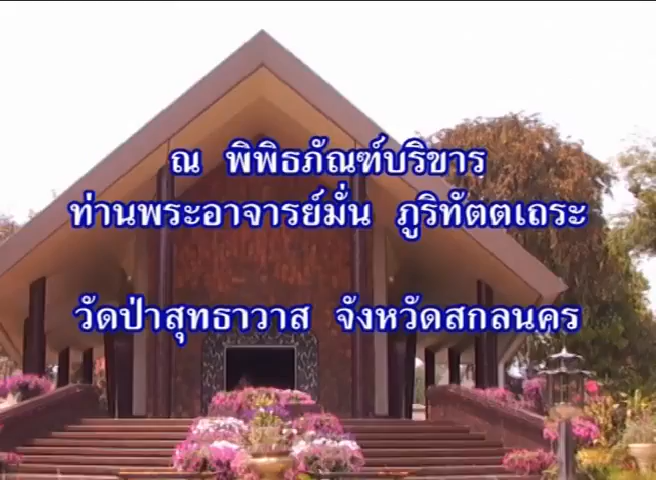 ณ พิพิธภัณฑ์บริขาร
ท่านพระอาจารย์มั่น ภูริทัตตเถระ
วัดป่าสุทธาวาส จังหวัดสกลนคร